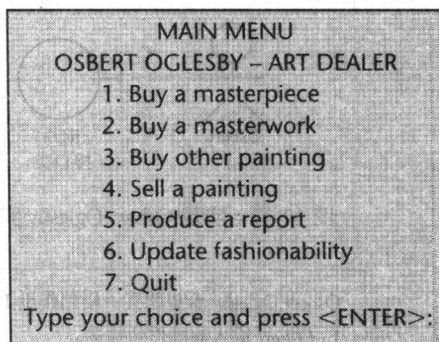 MAIN MENU
OSBERT OGLESBY – ART DEALER
1. Buy a masterpiece
2. Buy a masterwork
3. Buy other painting
4. Sell a painting
5. Produce a report
6. Update fashionability
7. Quit
Type your choice and press <ENTER>: